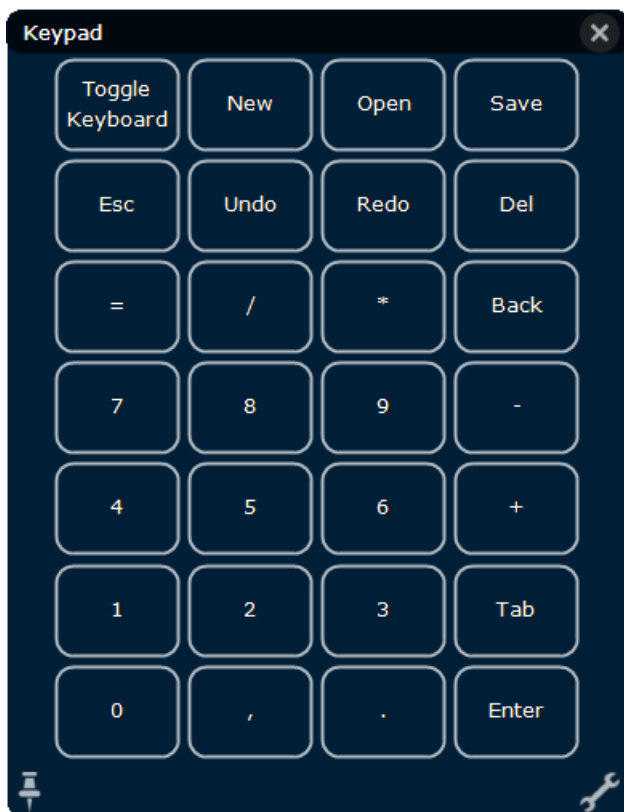 Keypad
Toggle
Keyboard
New
Open
Save
Esc
Undo
Redo
Del
=
/
*
Back
7
8
9
-
4
5
6
+
1
2
3
Tab
0
,
.
Enter